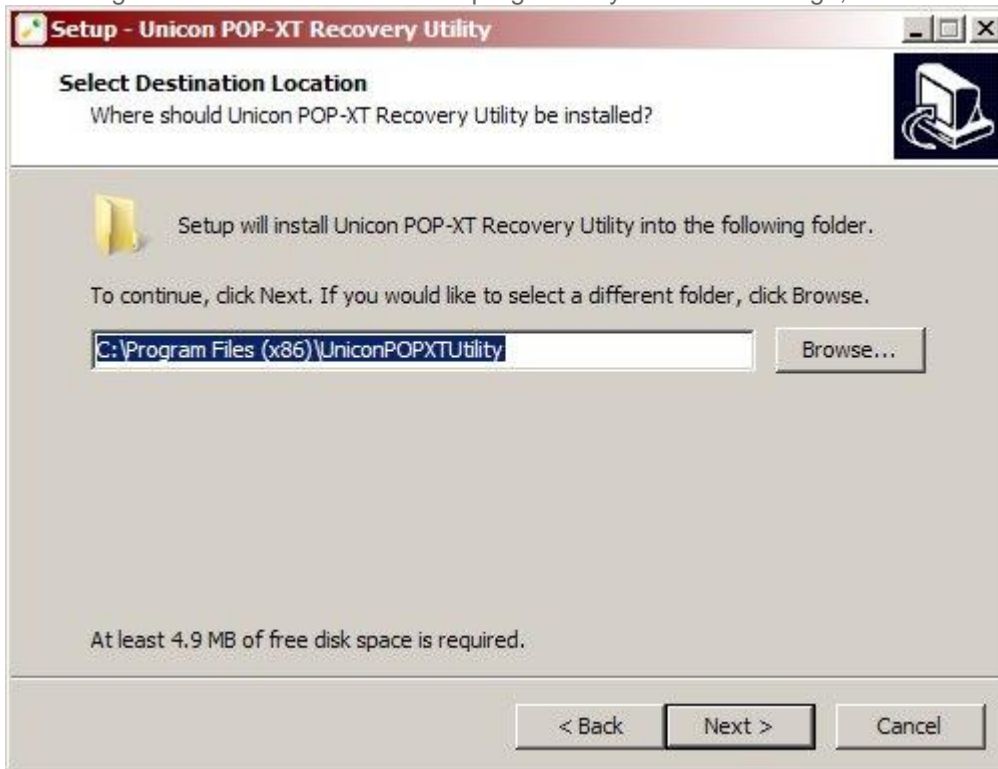 Setup - Unicon POP-XT Recovery Utility
Select Destination Location
Where should Unicon POP-XT Recovery Utility be installed?
Setup will install Unicon POP-XT Recovery Utility into the following folder.
To continue, click Next. If you would like to select a different folder, click Browse.
C:\Program Files (x86)\UniconPOPXTUtility
Browse...
At least 4.9 MB of free disk space is required.
< Back
Next >
Cancel